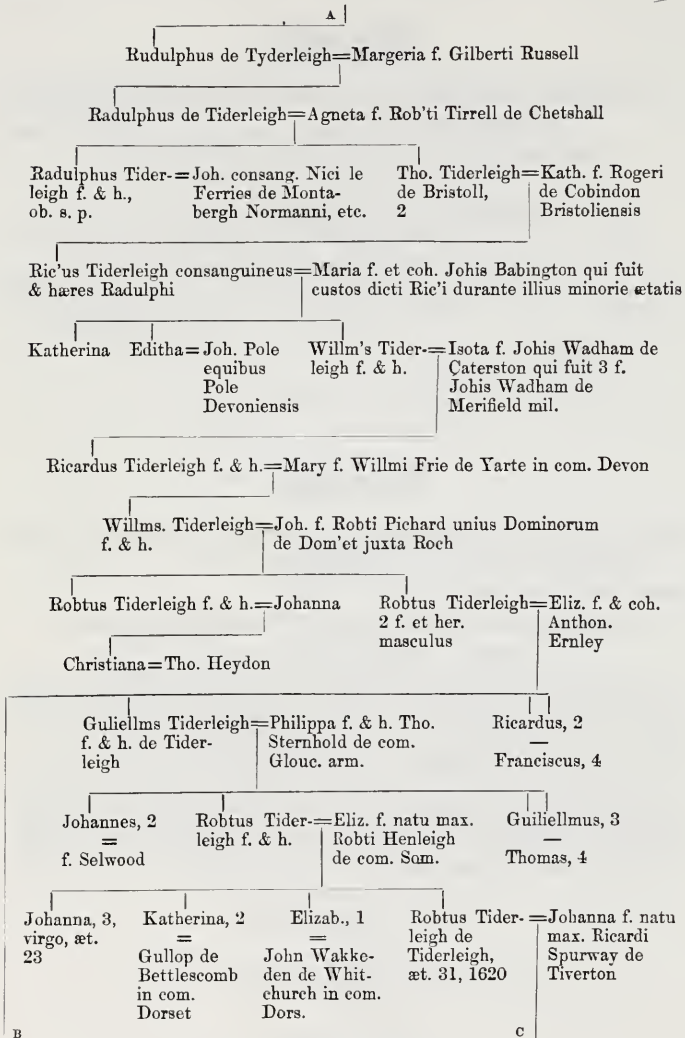 A
Rudulphus de Tyderleigh=Margeria f. Gilberti Russell
Radulphus de Tiderleigh=Agneta f. Rob'ti Tirrell de Chetshall
Radulphus Tider-=Joh. consang. Nici le
leigh f. & h., Ferries de Monta-
ob. s. p. bergh Normanni, etc.
Tho. Tiderleigh=Kath. f. Rogeri
de Bristoll, de Cobindon
2 Bristoliensis
Ric'us Tiderleigh consanguineus=Maria f. et coh. Johis Babington qui fuit
& hæres Radulphi custos dicti Ric'i durante illius minorie ætatis
Katherina
Editha=Joh. Pole
equibus
Pole
Devoniensis
Willm's Tider-=Isota f. Johis Wadham de
leigh f. & h. Caterston qui fuit 3 f.
Johis Wadham de
Merifield mil.
Ricardus Tiderleigh f. & h.=Mary f. Willmi Frie de Yarte in com. Devon
Willms. Tiderleigh=Joh. f. Robti Pichard unius Dominorum
f. & h. de Dom'et juxta Roch
Robtus Tiderleigh f. & h.=Johanna
Robtus Tiderleigh=Eliz. f. & coh.
2 f. et her. Anthon.
masculus Ernley
Christiana=Tho. Heydon
Guliellms Tiderleigh=Philippa f. & h. Tho.
f. & h. de Tider- Sternhold de com.
leigh Glouc. arm.
Ricardus, 2
—
Franciscus, 4
Johannes, 2
=
f. Selwood
Robtus Tider-=Eliz. f. natu max.
leigh f. & h. Robti Henleigh
de com. Som.
Guiliellmus, 3
—
Thomas, 4
Johanna, 3,
virgo, æt.
23
Katherina, 2
=
Gullop de
Bettlescomb
in com.
Dorset
Elizab., 1
=
John Wakke-
den de Whit-
church in com.
Dors.
Robtus Tider-=Johanna f. natu
leigh de max. Ricardi
Tiderleigh, Spurway de
æt. 31, 1620 Tiverton
B C